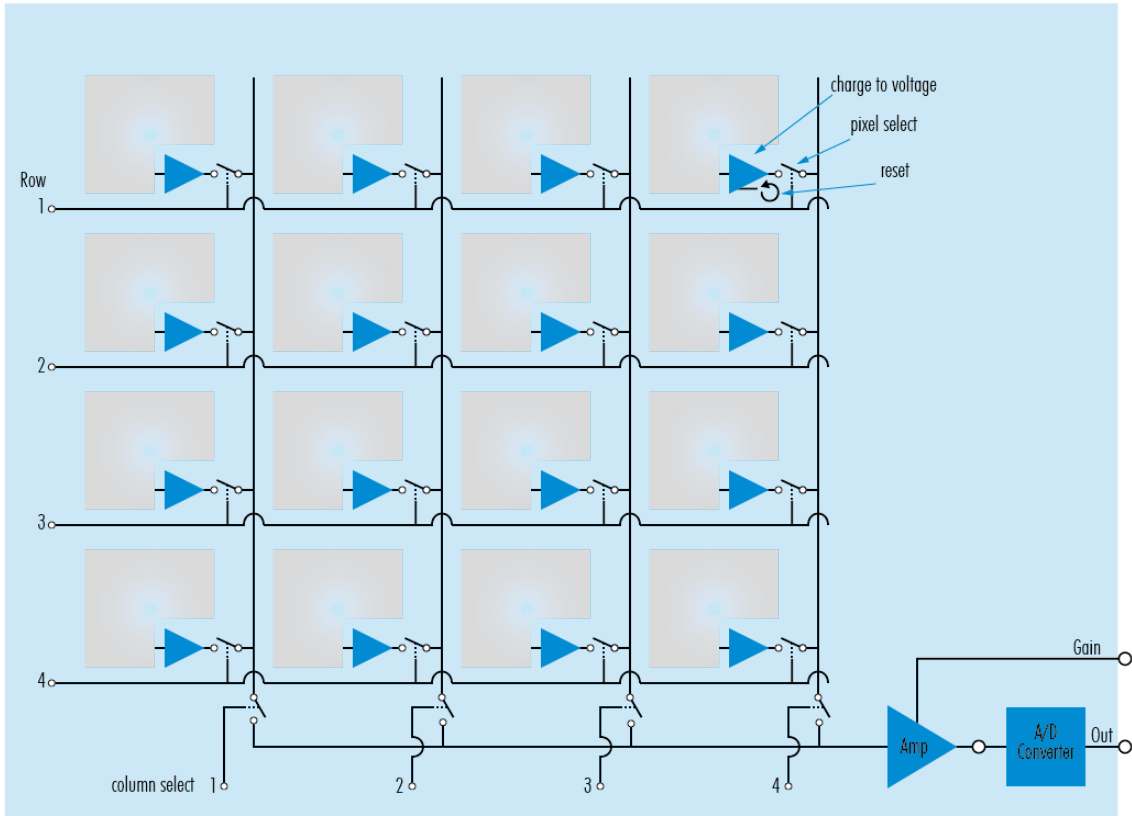 charge to voltage
pixel select
reset
Row
1
2
3
4
Gain
Amp
A/D
Converter
Out
column select 1 2 3 4